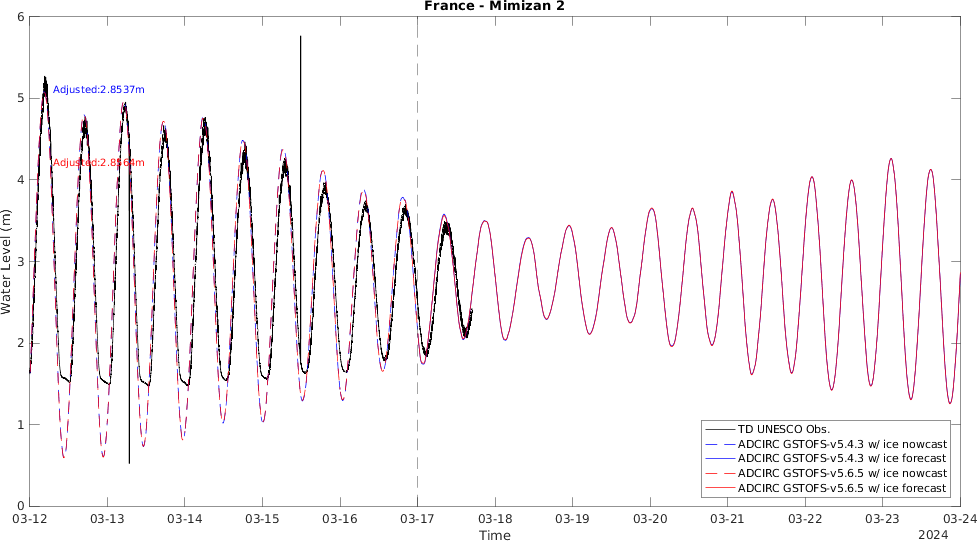 France - Mimizan 2
6
5
4
3
2
1
0
Water Level (m)
Adjusted:2.8537m
Adjusted:2.8564m
TD UNESCO Obs.
ADCIRC GSTOFS-v5.4.3 w/ ice nowcast
ADCIRC GSTOFS-v5.4.3 w/ ice forecast
ADCIRC GSTOFS-v5.6.5 w/ ice nowcast
ADCIRC GSTOFS-v5.6.5 w/ ice forecast
03-12 03-13 03-14 03-15 03-16 03-17 03-18 03-19 03-20 03-21 03-22 03-23 03-24
Time
2024